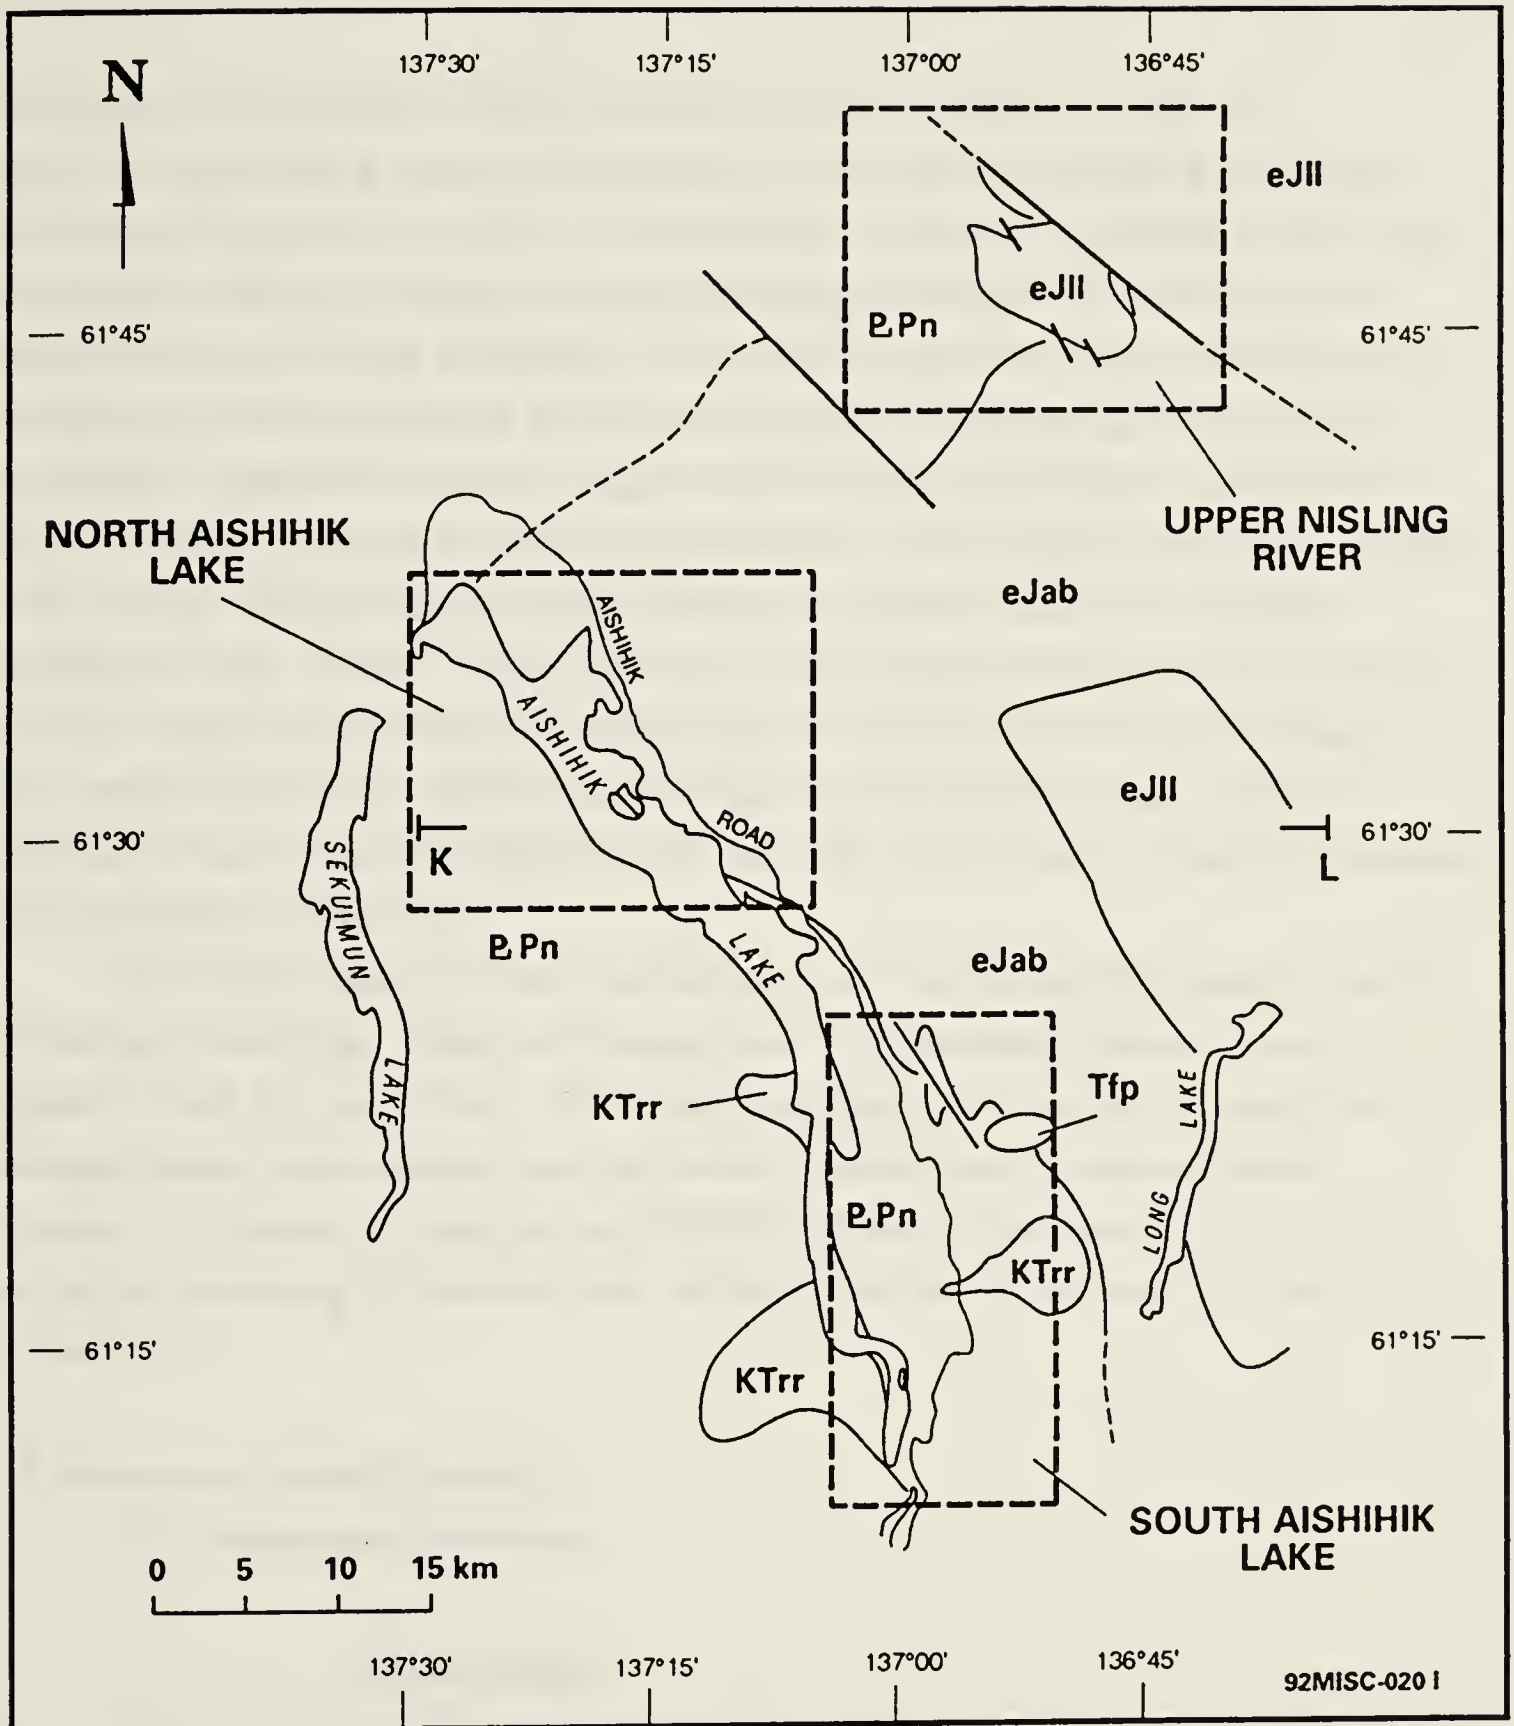 137°30' 137°15' 137°00' 136°45'
N
eJll
eJll
61°45'
PPn
61°45'
NORTH AISHIHIK
LAKE
UPPER NISLING
RIVER
eJab
AISHIHIK
AISHIHIK
eJll
ROAD
61°30'
61°30'
K
L
SEKUIMUN
PPn
LAKE
eJab
LAKE
KTrr
Tfp
LAKE
PPn
LONG
KTrr
61°15'
61°15'
KTrr
SOUTH AISHIHIK
LAKE
0 5 10 15 km
137°30' 137°15' 137°00' 136°45'
92MISC-020 I